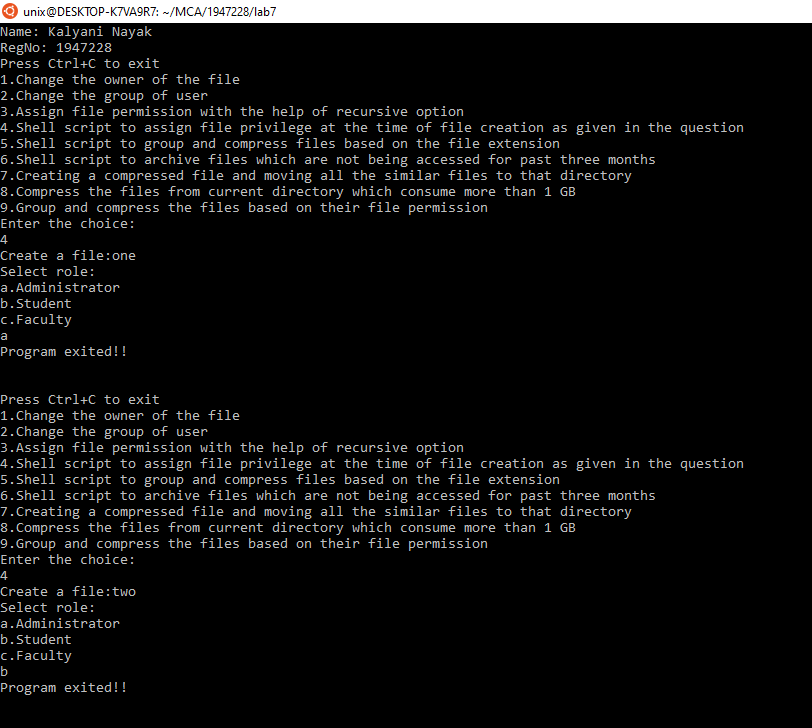 unix@DESKTOP-K7VA9R7: ~/MCA/1947228/lab7
Name: Kalyani Nayak
RegNo: 1947228
Press Ctrl+C to exit
1.Change the owner of the file
2.Change the group of user
3.Assign file permission with the help of recursive option
4.Shell script to assign file privilege at the time of file creation as given in the question
5.Shell script to group and compress files based on the file extension
6.Shell script to archive files which are not being accessed for past three months
7.Creating a compressed file and moving all the similar files to that directory
8.Compress the files from current directory which consume more than 1 GB
9.Group and compress the files based on their file permission
Enter the choice:
4
Create a file:one
Select role:
a.Administrator
b.Student
c.Faculty
a
Program exited!!
Press Ctrl+C to exit
1.Change the owner of the file
2.Change the group of user
3.Assign file permission with the help of recursive option
4.Shell script to assign file privilege at the time of file creation as given in the question
5.Shell script to group and compress files based on the file extension
6.Shell script to archive files which are not being accessed for past three months
7.Creating a compressed file and moving all the similar files to that directory
8.Compress the files from current directory which consume more than 1 GB
9.Group and compress the files based on their file permission
Enter the choice:
4
Create a file:two
Select role:
a.Administrator
b.Student
c.Faculty
b
Program exited!!